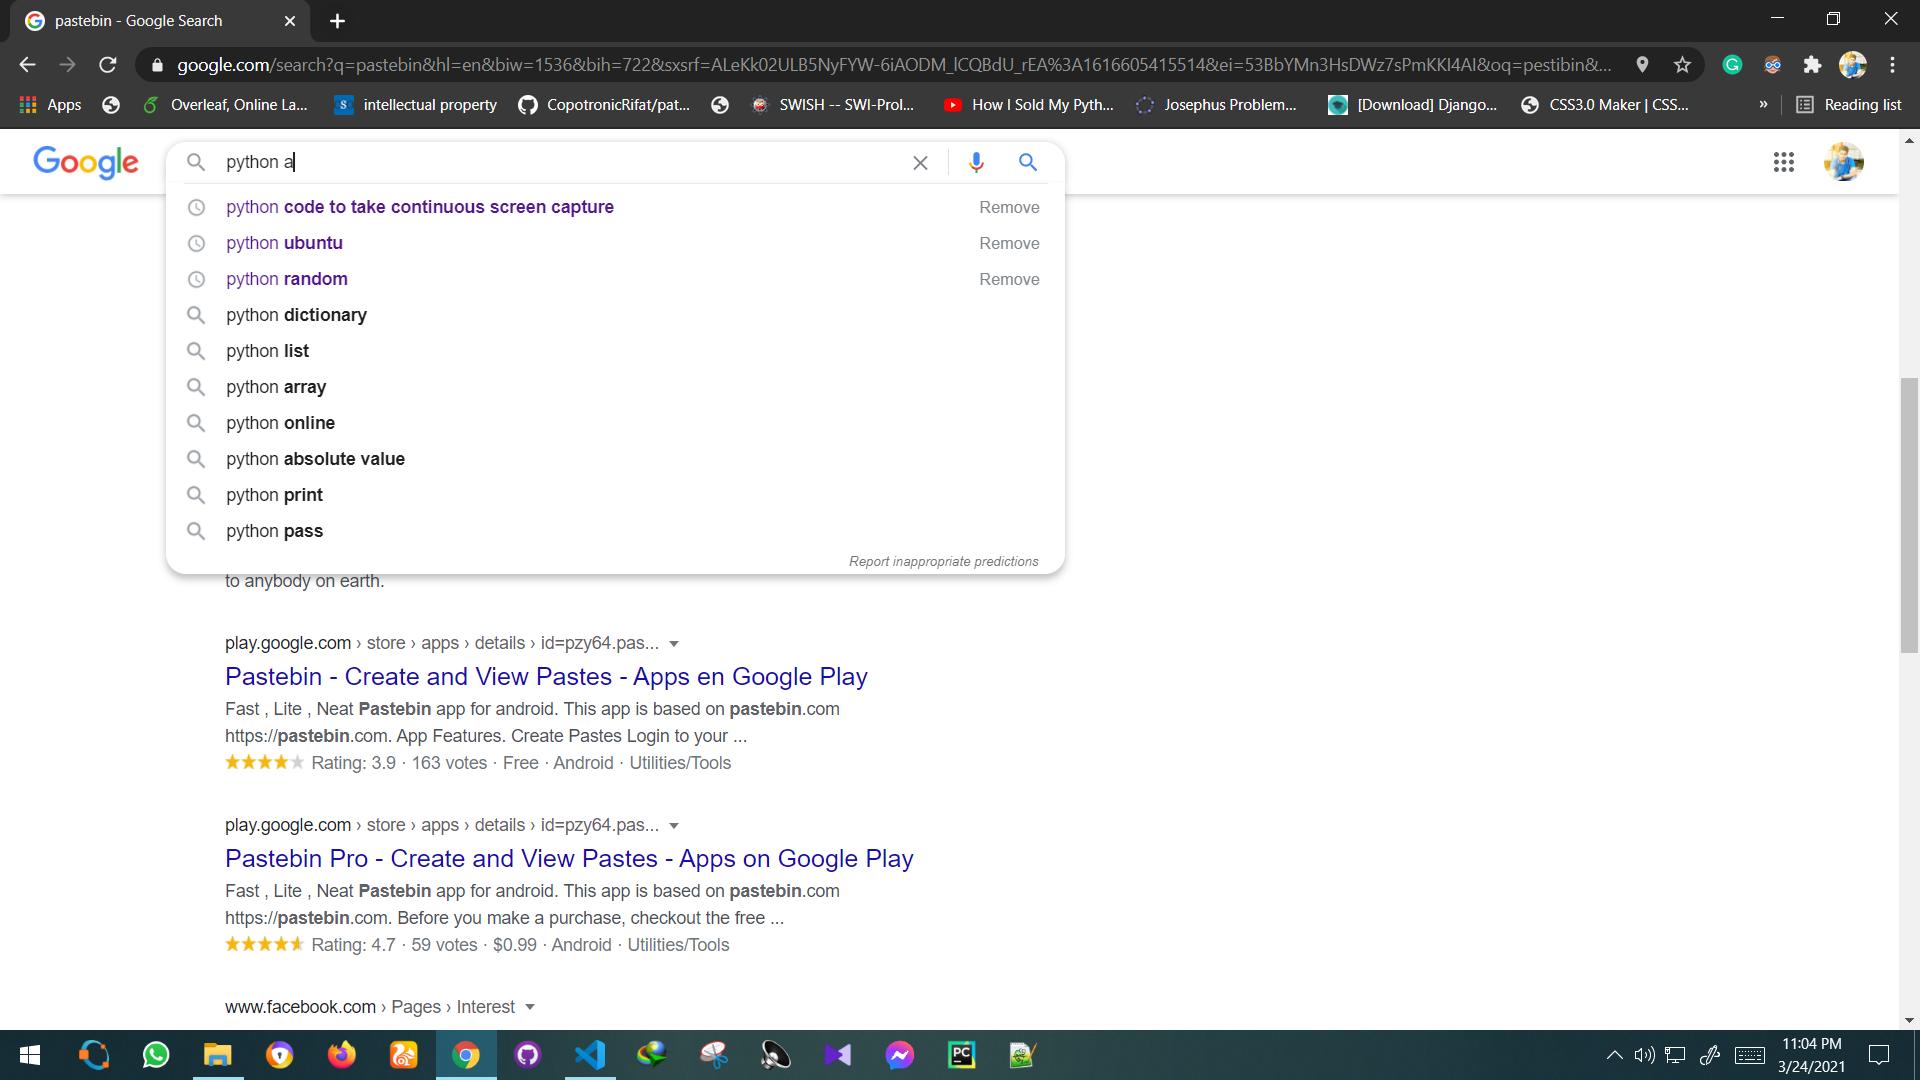 pastebin - Google Search
google.com/search?q=pastebin&hl=en&biw=1536&bih=722&sxsrf=ALeKk02ULB5NyFYW-6iAODM_lCQBdU_rEA%3A1616605415514&ei=53BbYMn3HsDWz7sPmKKI4AI&oq=pestibin&...
Apps Overleaf, Online La... intellectual property CopotronicRifat/pat... SWISH -- SWI-Prol... How I Sold My Pyth... Josephus Problem... [Download] Django... CSS3.0 Maker | CSS... » Reading list
Google python a
python code to take continuous screen capture Remove
python ubuntu Remove
python random Remove
python dictionary
python list
python array
python online
python absolute value
python print
python pass
Report inappropriate predictions
to anybody on earth.
play.google.com › store › apps › details › id=pzy64.pas...
Pastebin - Create and View Pastes - Apps en Google Play
Fast , Lite , Neat Pastebin app for android. This app is based on pastebin.com
https://pastebin.com. App Features. Create Pastes Login to your ...
Rating: 3.9 · 163 votes · Free · Android · Utilities/Tools
play.google.com › store › apps › details › id=pzy64.pas...
Pastebin Pro - Create and View Pastes - Apps on Google Play
Fast , Lite , Neat Pastebin app for android. This app is based on pastebin.com
https://pastebin.com. Before you make a purchase, checkout the free ...
Rating: 4.7 · 59 votes · $0.99 · Android · Utilities/Tools
www.facebook.com › Pages › Interest
PC
11:04 PM
3/24/2021